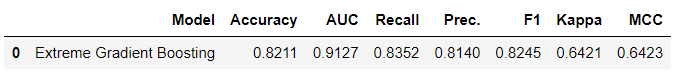 Model Accuracy AUC Recall Prec. F1 Kappa MCC
0 Extreme Gradient Boosting 0.8211 0.9127 0.8352 0.8140 0.8245 0.6421 0.6423